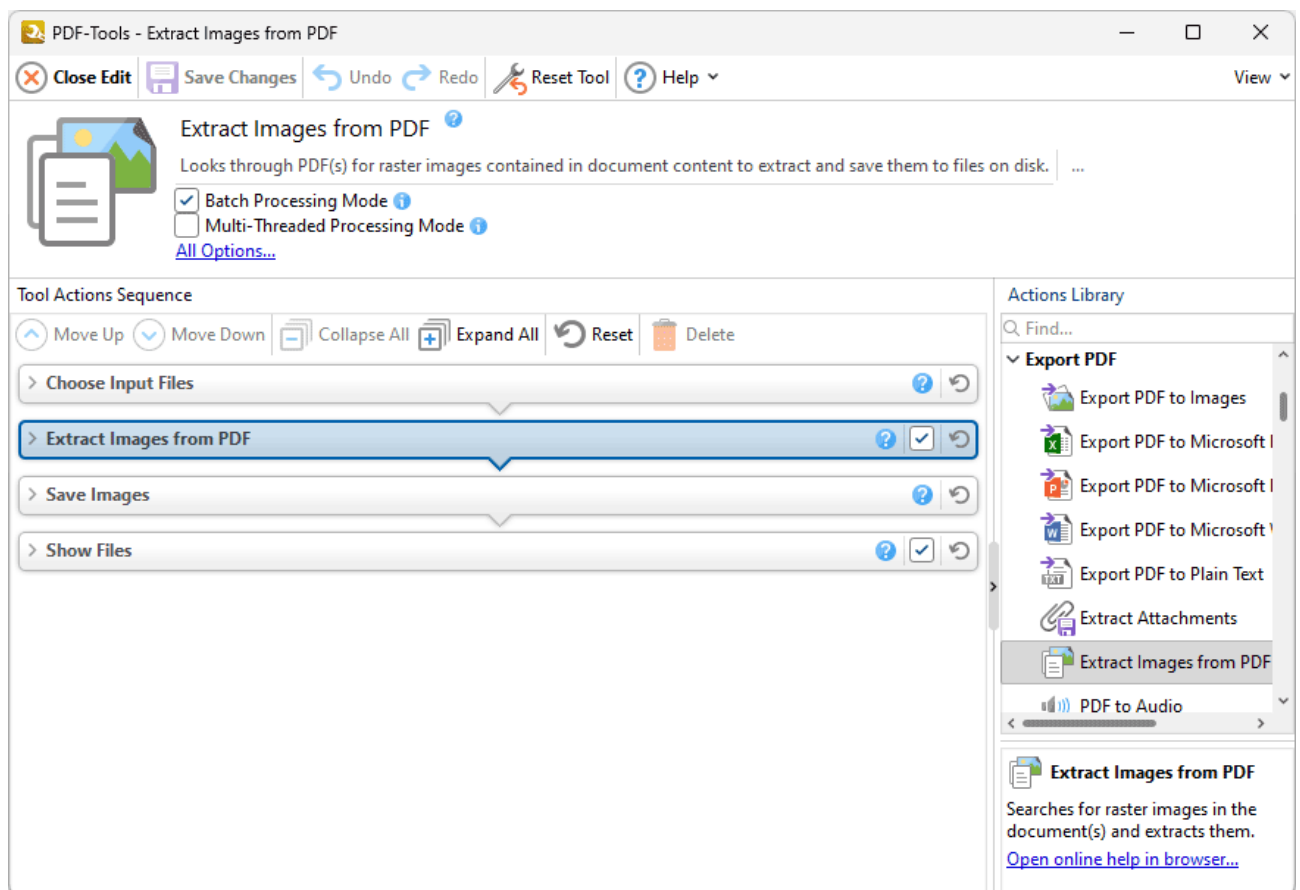 PDF-Tools - Extract Images from PDF
Close Edit Save Changes Undo Redo Reset Tool Help View
Extract Images from PDF
Looks through PDF(s) for raster images contained in document content to extract and save them to files on disk. ...
Batch Processing Mode
Multi-Threaded Processing Mode
All Options...
Tool Actions Sequence
Move Up Move Down Collapse All Expand All Reset Delete
Choose Input Files
Extract Images from PDF
Save Images
Show Files
Actions Library
Find...
Export PDF
Export PDF to Images
Export PDF to Microsoft
Export PDF to Microsoft
Export PDF to Microsoft
Export PDF to Plain Text
Extract Attachments
Extract Images from PDF
PDF to Audio
Extract Images from PDF
Searches for raster images in the
document(s) and extracts them.
Open online help in browser...